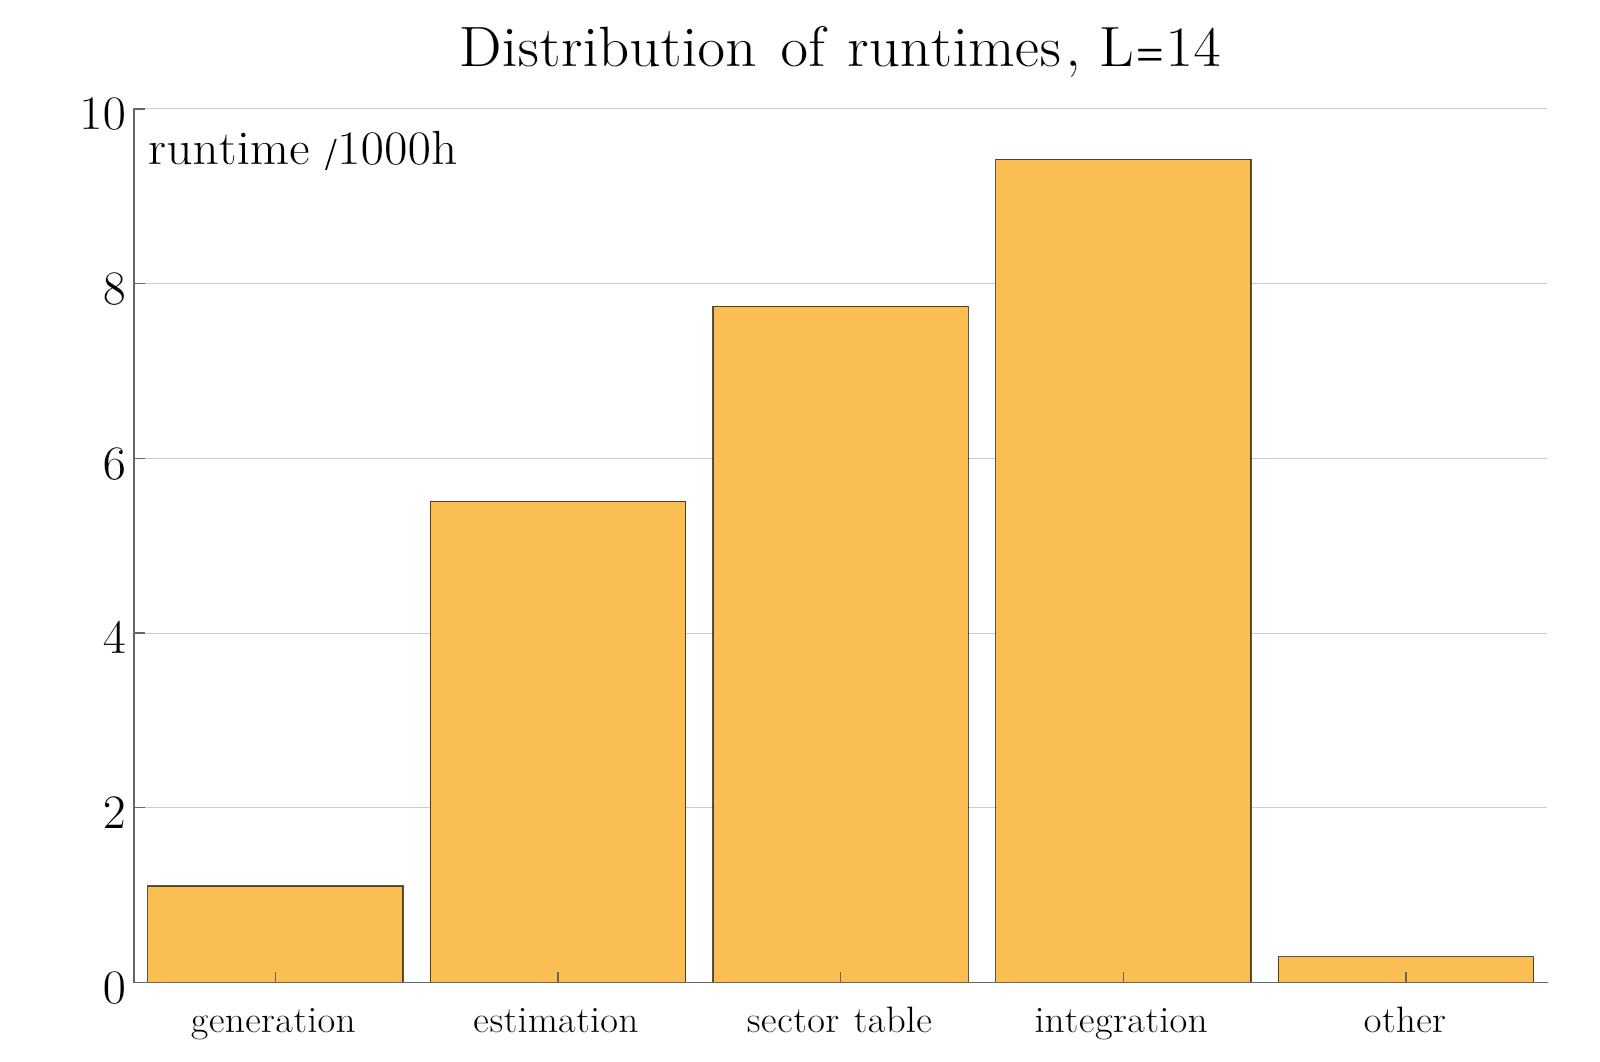 Distribution of runtimes, L=14
10
runtime /1000h
8
6
4
2
0
generation estimation sector table integration other